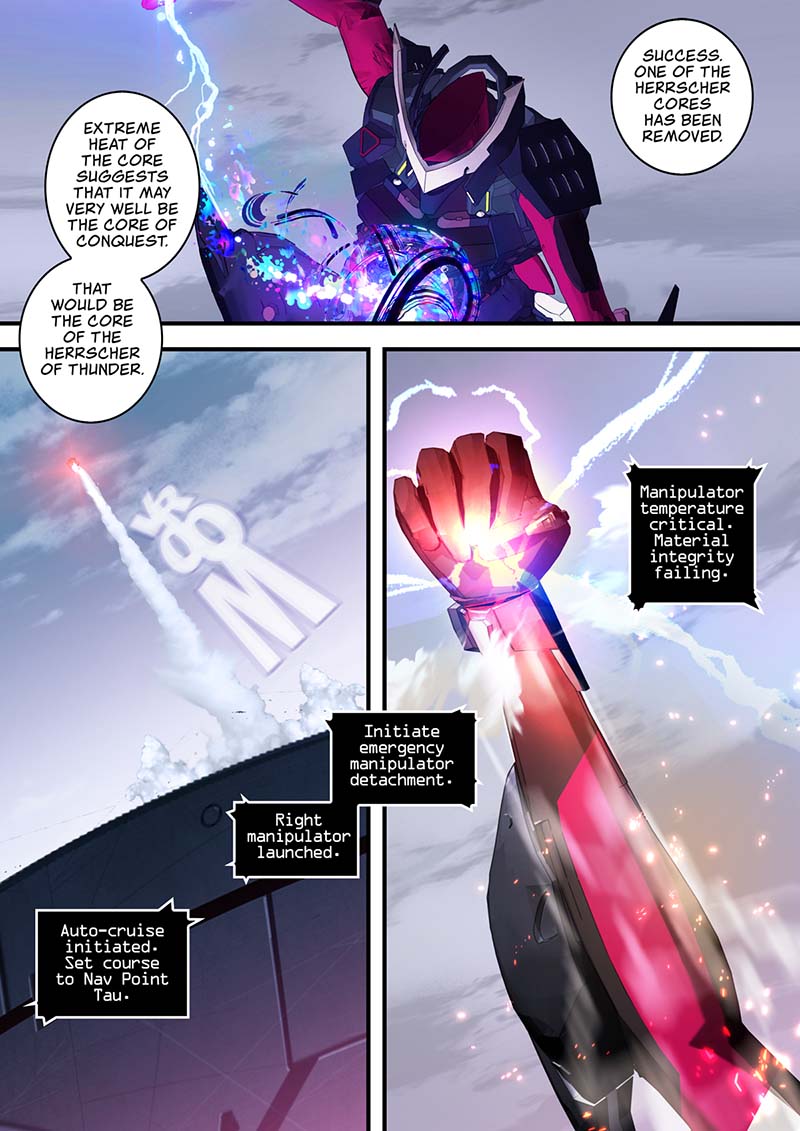 SUCCESS.
ONE OF THE
HERRSCHER
CORES
HAS BEEN
REMOVED.
EXTREME
HEAT OF
THE CORE
SUGGESTS
THAT IT MAY
VERY WELL BE
THE CORE OF
CONQUEST.
THAT
WOULD BE
THE CORE
OF THE
HERRSCHER
OF THUNDER.
Manipulator
temperature
critical.
Material
integrity
failing.
Initiate
emergency
manipulator
detachment.
Right
manipulator
launched.
VROOM
Auto-cruise
initiated.
Set course
to Nav Point
Tau.